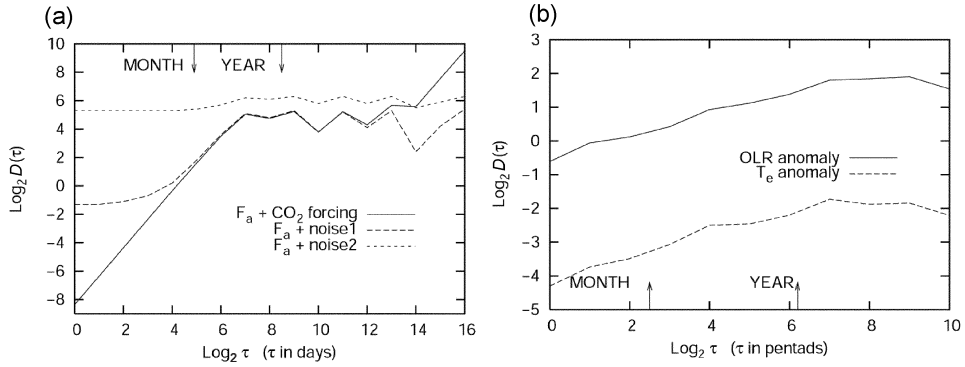 (a)
10
8
6
4
2
0
−2
−4
−6
−8
Log2 D(τ)
MONTH
YEAR
Fa + CO2 forcing
Fa + noise1
Fa + noise2
0 2 4 6 8 10 12 14 16
Log2 τ (τ in days)
(b)
3
2
1
0
−1
−2
−3
−4
−5
Log2 D(τ)
OLR anomaly
Te anomaly
MONTH
YEAR
0 2 4 6 8 10
Log2 τ (τ in pentads)